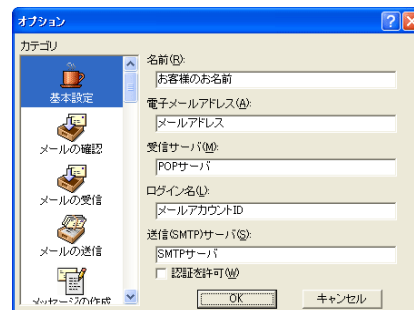 オプション
カテゴリ
基本設定
メールの確認
メールの受信
メールの送信
メッセージの作成
名前(R):
お客様のお名前
電子メールアドレス(A):
メールアドレス
受信サーバ(M):
POPサーバ
ログイン名(L):
メールアカウントID
送信(SMTP)サーバ(S):
SMTPサーバ
認証を許可(W)
OK
キャンセル